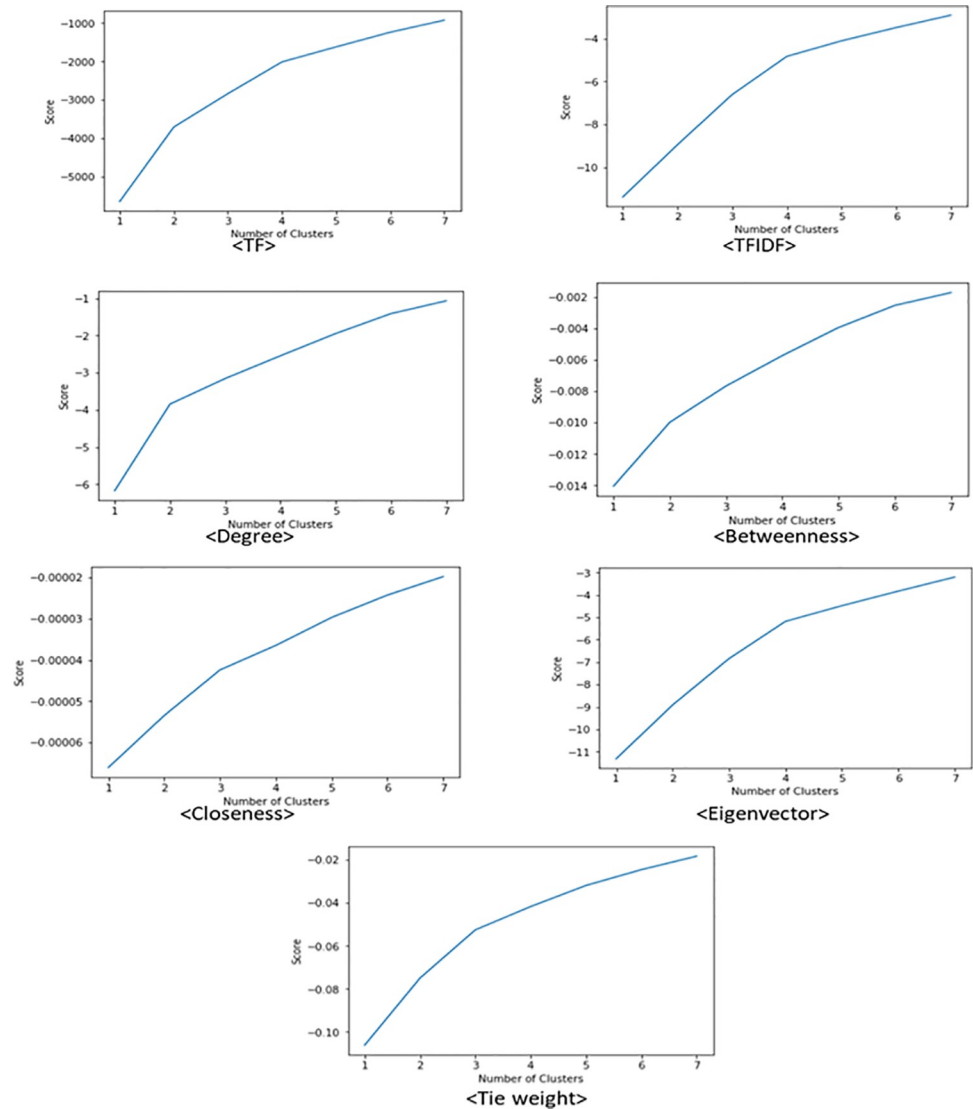 −1000
−2000
−3000
−4000
−5000
Score
1 2 3 4 5 6 7
Number of Clusters
<TF>
−4
−6
−8
−10
Score
1 2 3 4 5 6 7
Number of Clusters
<TFIDF>
−1
−2
−3
−4
−5
−6
Score
1 2 3 4 5 6 7
Number of Clusters
<Degree>
−0.002
−0.004
−0.006
−0.008
−0.010
−0.012
−0.014
Score
1 2 3 4 5 6 7
Number of Clusters
<Betweenness>
−0.00002
−0.00003
−0.00004
−0.00005
−0.00006
Score
1 2 3 4 5 6 7
Number of Clusters
<Closeness>
−3
−4
−5
−6
−7
−8
−9
−10
−11
Score
1 2 3 4 5 6 7
Number of Clusters
<Eigenvector>
−0.02
−0.04
−0.06
−0.08
−0.10
Score
1 2 3 4 5 6 7
Number of Clusters
<Tie weight>